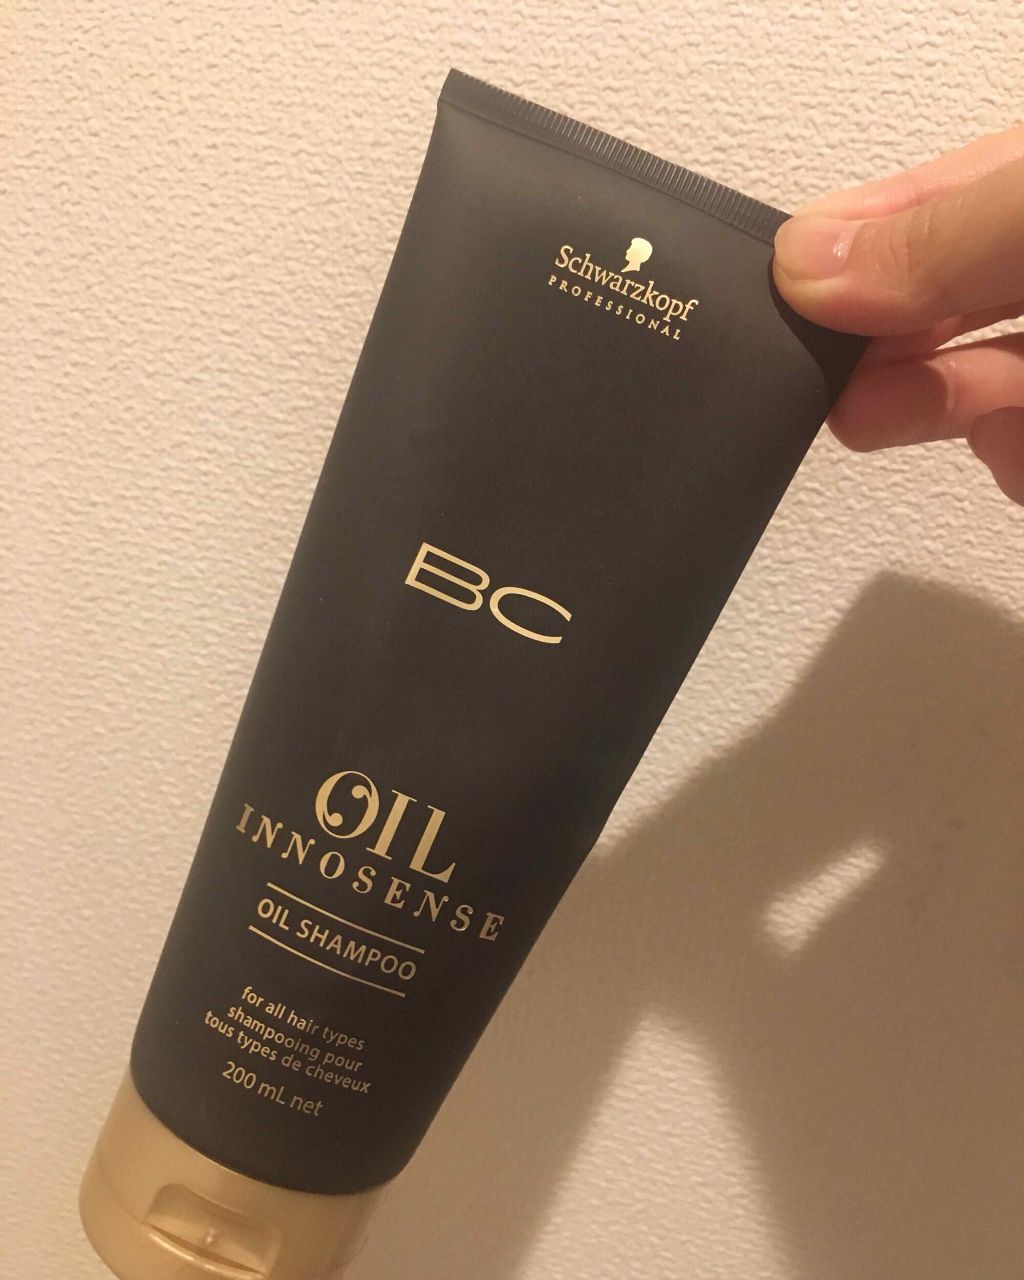 Schwarzkopf
PROFESSIONAL
BC
OIL
INNOSENSE
OIL SHAMPOO
for all hair types
shampooing pour
tous types de cheveux
200 mL net